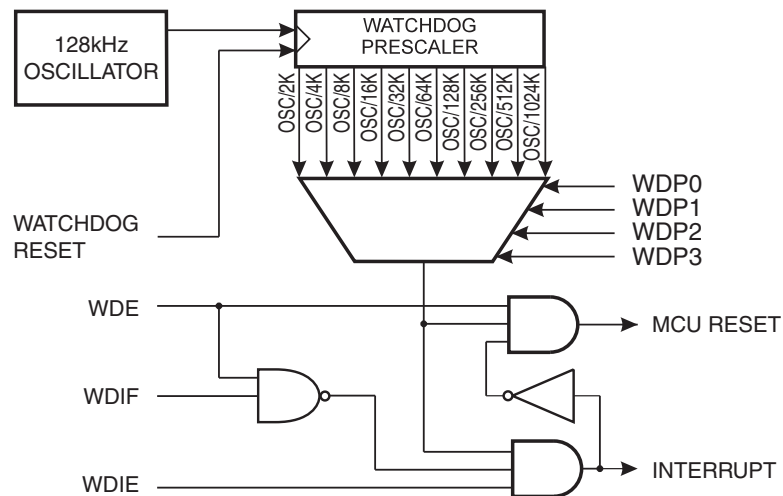 128kHz
OSCILLATOR
WATCHDOG
PRESCALER
OSC/2K
OSC/4K
OSC/8K
OSC/16K
OSC/32K
OSC/64K
OSC/128K
OSC/256K
OSC/512K
OSC/1024K
WATCHDOG
RESET
WDP0
WDP1
WDP2
WDP3
WDE
MCU RESET
WDIF
WDIE
INTERRUPT